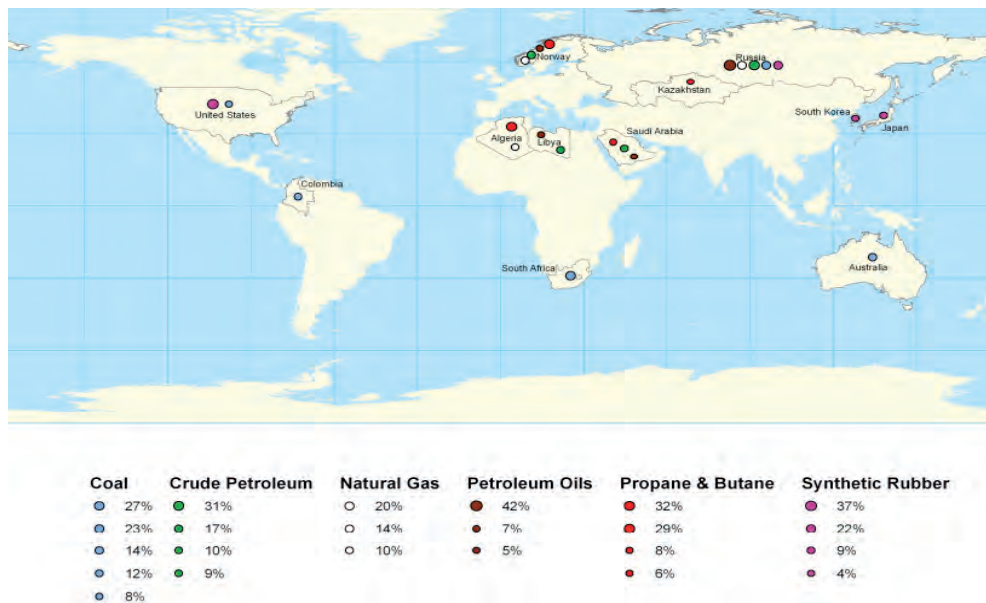 Norway
Russia
Kazakhstan
South Korea
Japan
United States
Algeria
Libya
Saudi Arabia
Colombia
South Africa
Australia
Coal Crude Petroleum Natural Gas Petroleum Oils Propane & Butane Synthetic Rubber
27% 31% 20% 42% 32% 37%
23% 17% 14% 7% 29% 22%
14% 10% 10% 5% 8% 9%
12% 9% 6% 4%
8%